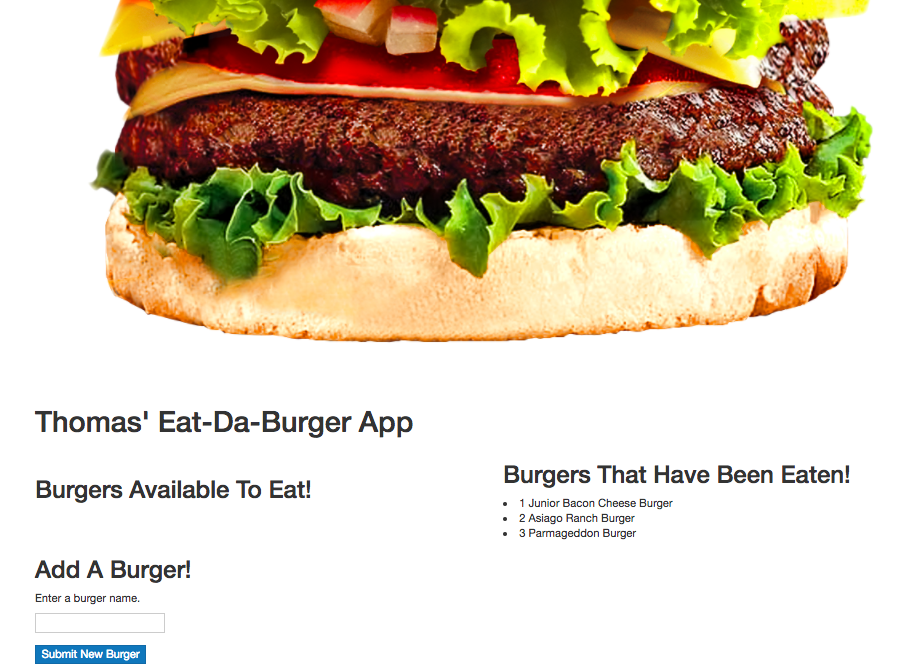 Thomas' Eat-Da-Burger App
Burgers Available To Eat!
Burgers That Have Been Eaten!
1 Junior Bacon Cheese Burger
2 Asiago Ranch Burger
3 Parmageddon Burger
Add A Burger!
Enter a burger name.
Submit New Burger